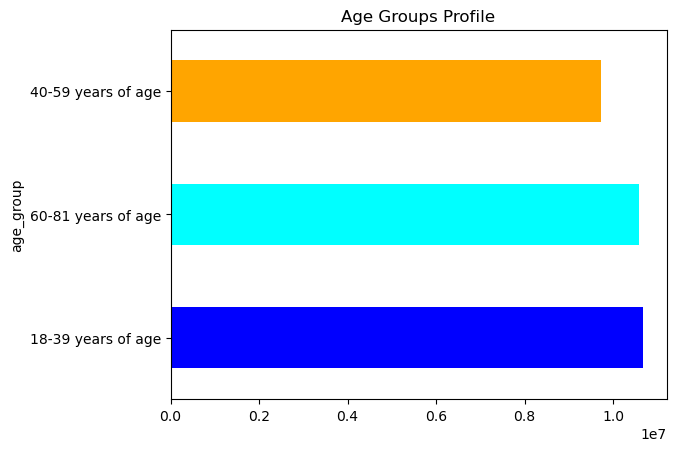 Age Groups Profile
age_group
40-59 years of age
60-81 years of age
18-39 years of age
0.0 0.2 0.4 0.6 0.8 1.0
1e7